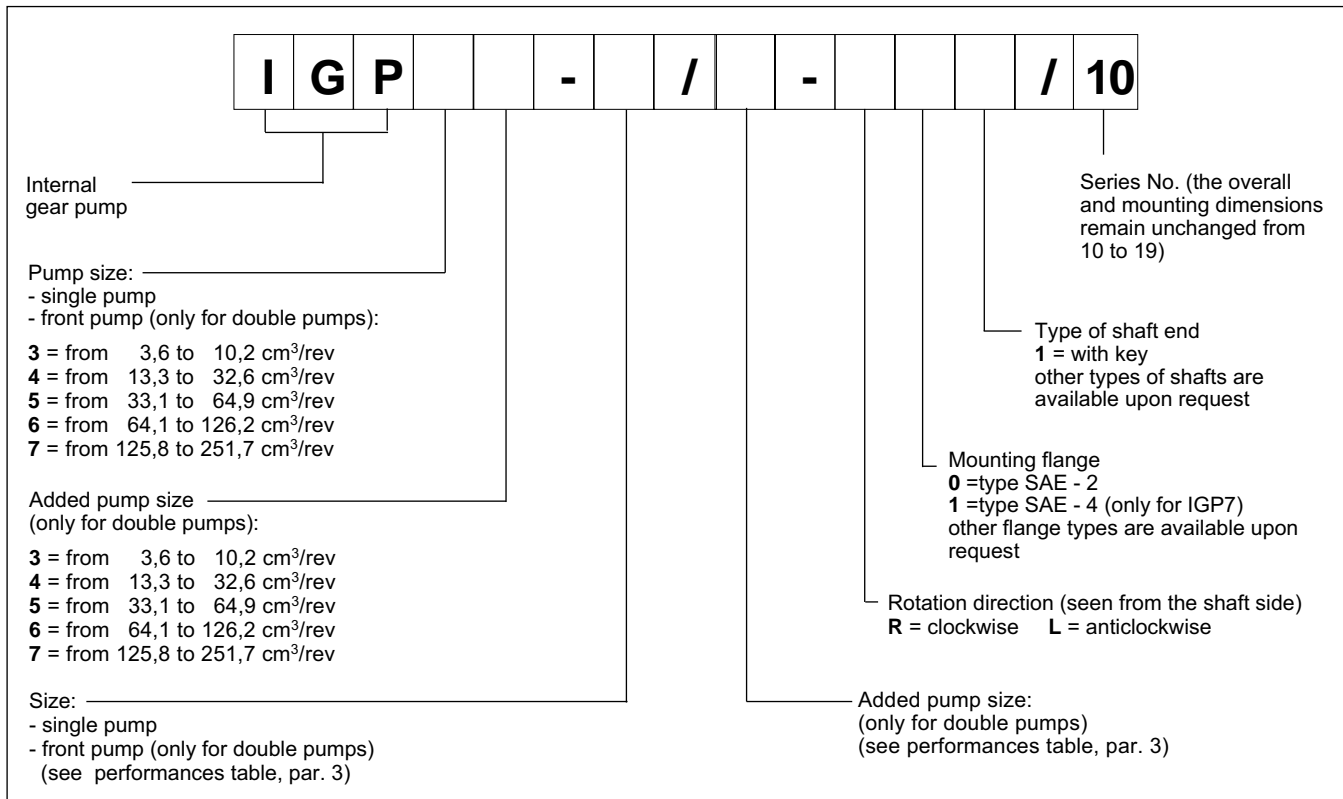 I G P - / - / 10
Internal
gear pump
Series No. (the overall
and mounting dimensions
remain unchanged from
10 to 19)
Pump size:
- single pump
- front pump (only for double pumps):
3 = from 3,6 to 10,2 cm³/rev
4 = from 13,3 to 32,6 cm³/rev
5 = from 33,1 to 64,9 cm³/rev
6 = from 64,1 to 126,2 cm³/rev
7 = from 125,8 to 251,7 cm³/rev
Type of shaft end
1 = with key
other types of shafts are
available upon request
Mounting flange
0 =type SAE - 2
1 =type SAE - 4 (only for IGP7)
other flange types are available upon
request
Added pump size
(only for double pumps):
3 = from 3,6 to 10,2 cm³/rev
4 = from 13,3 to 32,6 cm³/rev
5 = from 33,1 to 64,9 cm³/rev
6 = from 64,1 to 126,2 cm³/rev
7 = from 125,8 to 251,7 cm³/rev
Rotation direction (seen from the shaft side)
R = clockwise L = anticlockwise
Size:
- single pump
- front pump (only for double pumps)
(see performances table, par. 3)
Added pump size:
(only for double pumps)
(see performances table, par. 3)